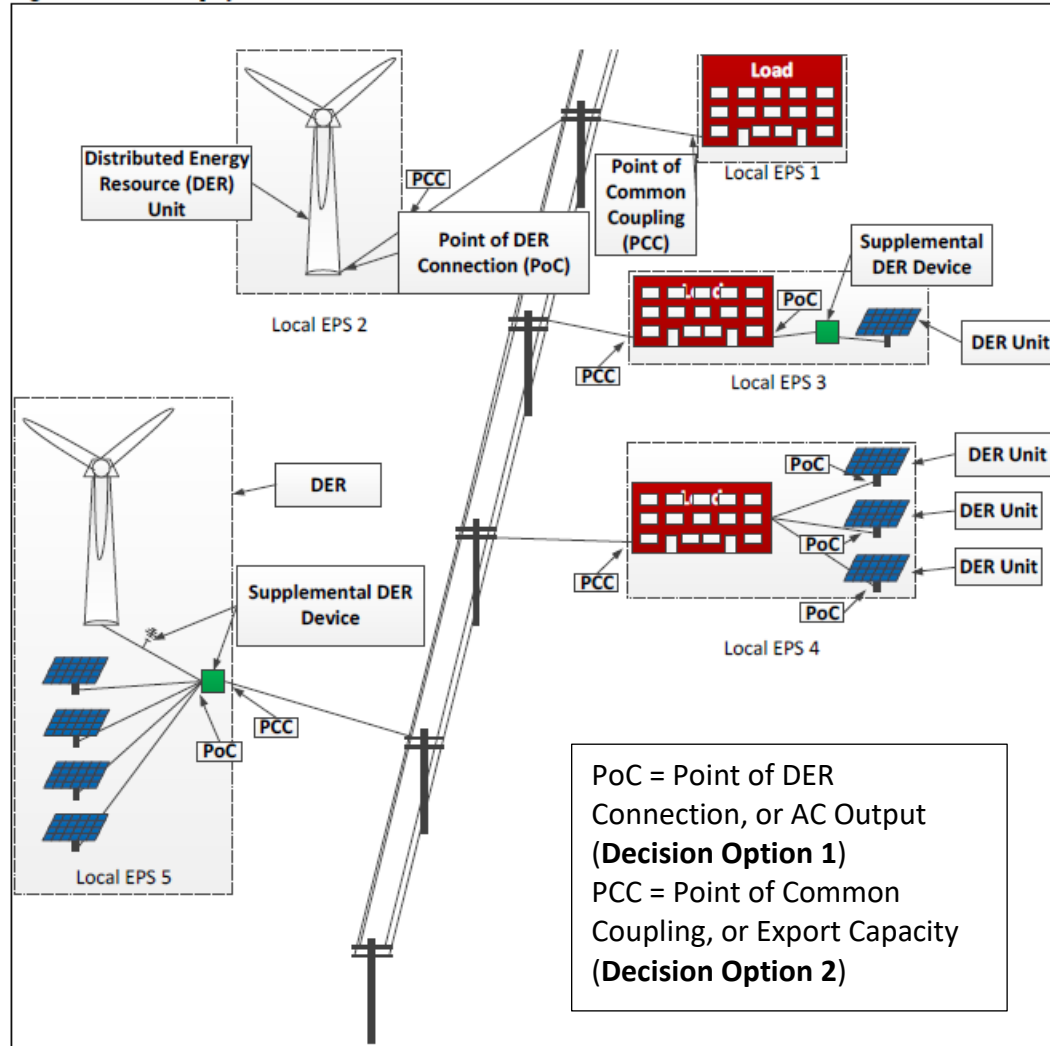 Load
Local EPS 1
Distributed Energy
Resource (DER)
Unit
PCC
Point of
Common
Coupling
(PCC)
Point of DER
Connection (PoC)
Local EPS 2
Supplemental
DER Device
PoC
DER Unit
PCC
Local EPS 3
DER
PoC
DER Unit
DER Unit
PoC
DER Unit
PCC
PoC
Local EPS 4
Supplemental DER
Device
PoC
PCC
Local EPS 5
PoC = Point of DER
Connection, or AC Output
(Decision Option 1)
PCC = Point of Common
Coupling, or Export Capacity
(Decision Option 2)